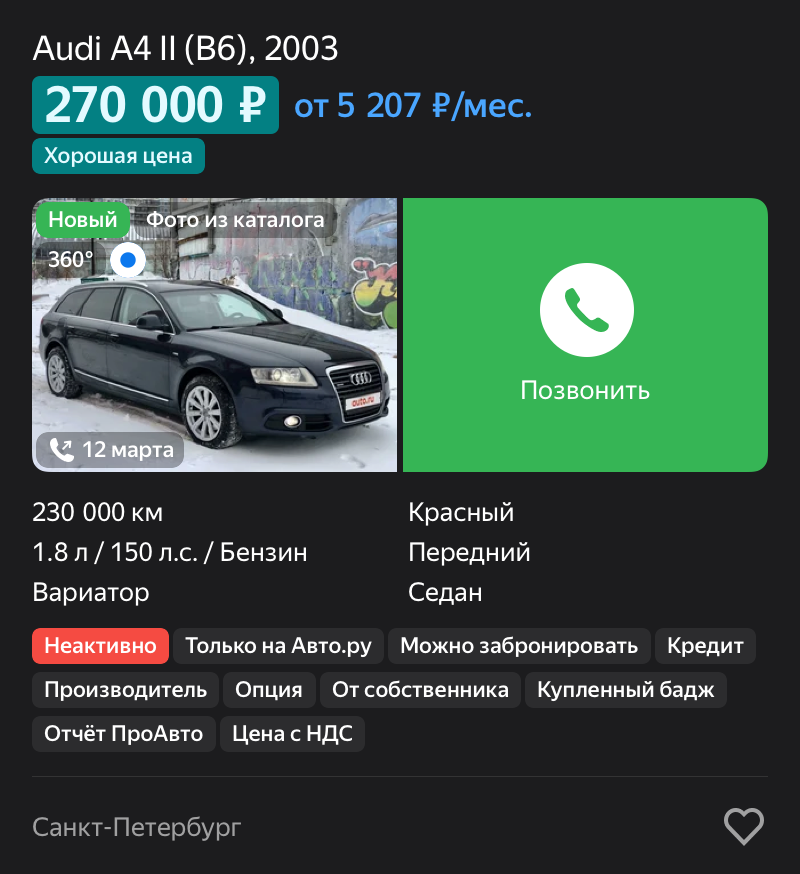 Audi A4 II (B6), 2003
270 000 ₽ от 5 207 ₽/мес.
Хорошая цена
Новый Фото из каталога
360°
auto.ru
12 марта
Позвонить
230 000 км Красный
1.8 л / 150 л.с. / Бензин Передний
Вариатор Седан
Неактивно Только на Авто.ру Можно забронировать Кредит
Производитель Опция От собственника Купленный бадж
Отчёт ПроАвто Цена с НДС
Санкт-Петербург